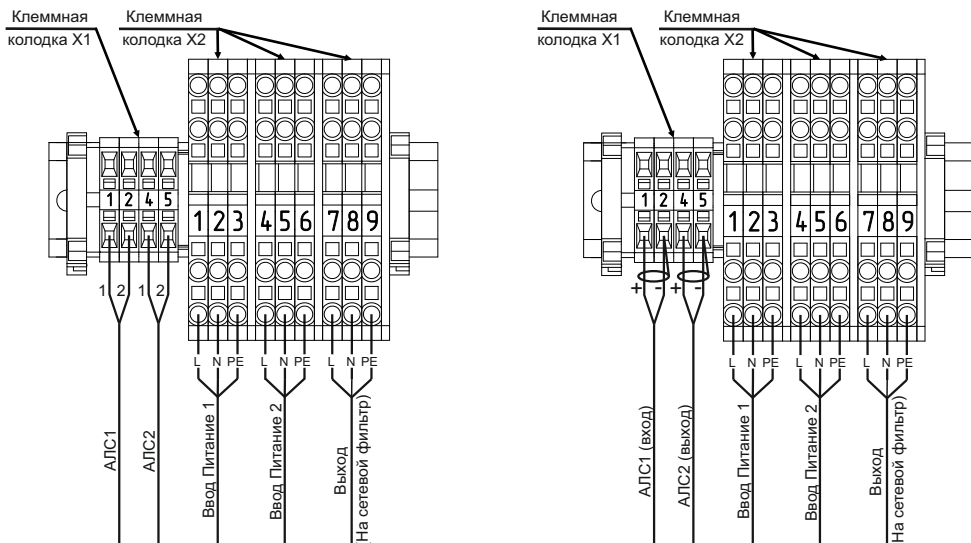 Клеммная
колодка X1
Клеммная
колодка X2
1 2 4 5
1 2 3 4 5 6 7 8 9
1 2 1 2
L N PE L N PE L N PE
АЛС1
АЛС2
Ввод Питание 1
Ввод Питание 2
Выход
(На сетевой фильтр)
Клеммная
колодка X1
Клеммная
колодка X2
1 2 4 5
1 2 3 4 5 6 7 8 9
+ - + -
L N PE L N PE L N PE
АЛС1 (вход)
АЛС2 (выход)
Ввод Питание 1
Ввод Питание 2
Выход
(На сетевой фильтр)